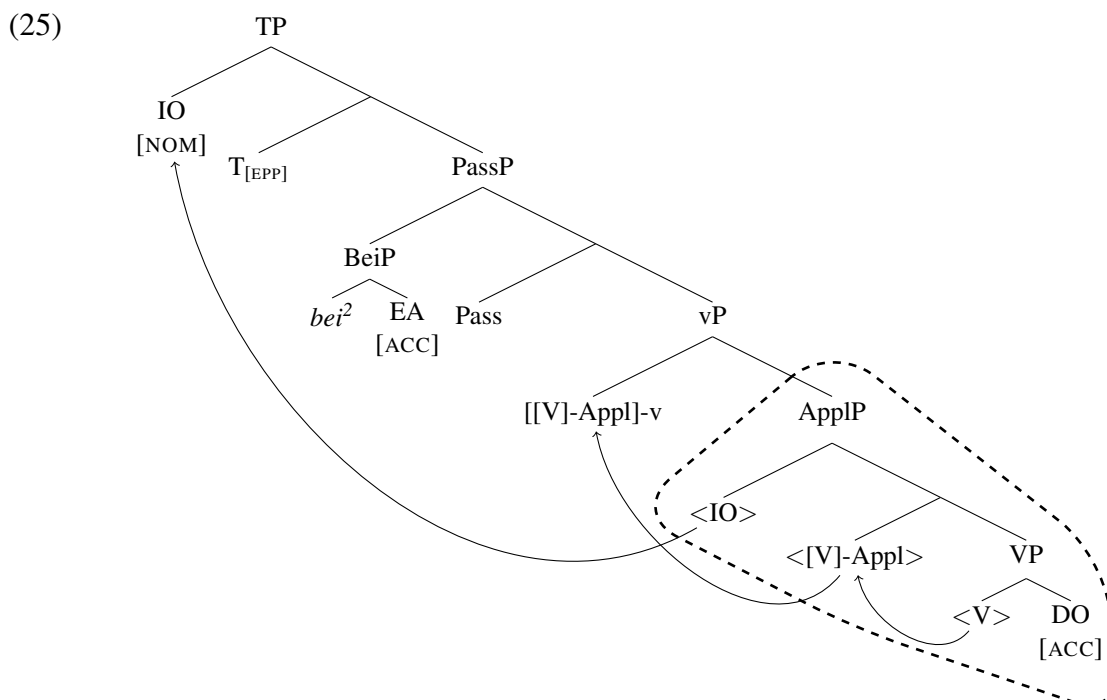 (25)
TP
IO
[NOM]
T[EPP]
PassP
BeiP
bei²
EA
[ACC]
Pass
vP
[[V]-Appl]-v
ApplP
<IO>
<[V]-Appl>
VP
<V>
DO
[ACC]